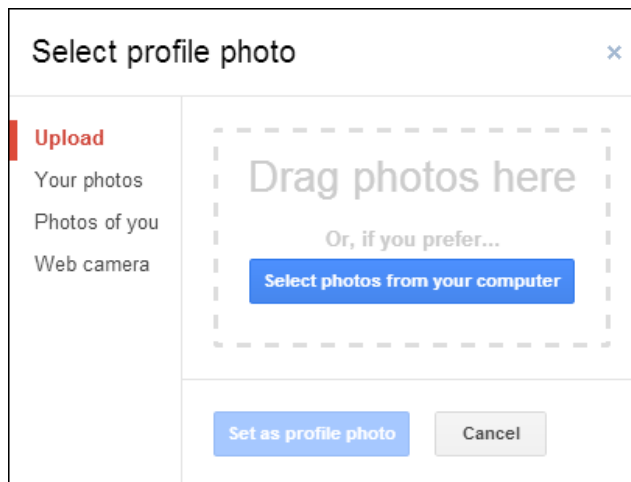 Select profile photo
×
Upload
Your photos
Photos of you
Web camera
Drag photos here
Or, if you prefer...
Select photos from your computer
Set as profile photo
Cancel